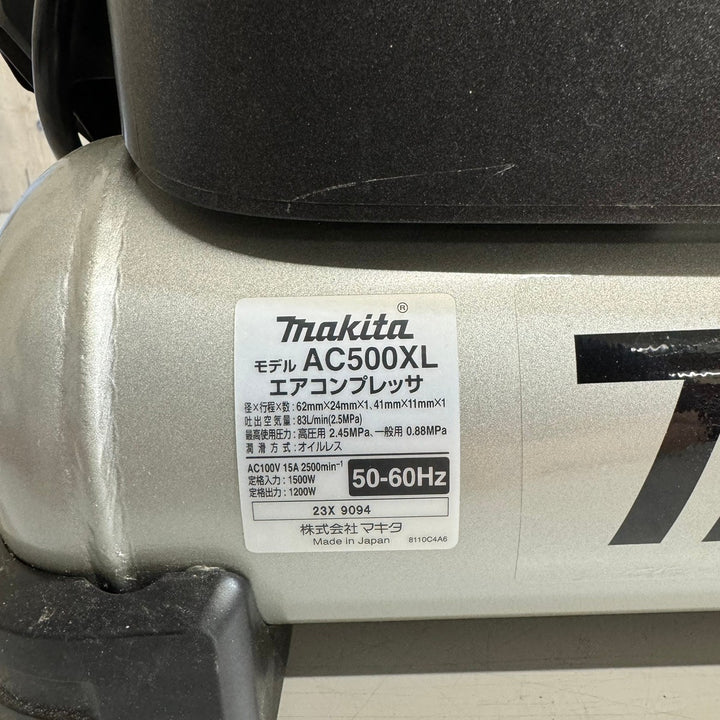 makita®
モデル AC500XL
エアコンプレッサ
径×行程×数：62mm×24mm×1、41mm×11mm×1
吐出空気量：83L/min(2.5MPa)
最高使用圧力：高圧用 2.45MPa、一般用 0.88MPa
潤滑方式：オイルレス
AC100V 15A 2500min⁻¹
定格入力：1500W
定格出力：1200W
50-60Hz
23X 9094
株式会社 マキタ
Made in Japan 8110C4A6